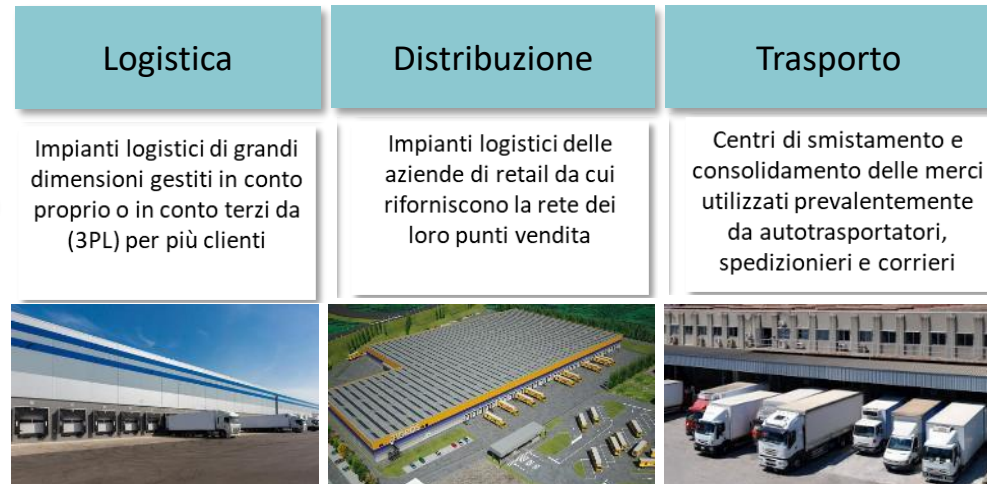 Logistica
Impianti logistici di grandi
dimensioni gestiti in conto
proprio o in conto terzi da
(3PL) per più clienti
Distribuzione
Impianti logistici delle
aziende di retail da cui
riforniscono la rete dei
loro punti vendita
Trasporto
Centri di smistamento e
consolidamento delle merci
utilizzati prevalentemente
da autotrasportatori,
spedizionieri e corrieri